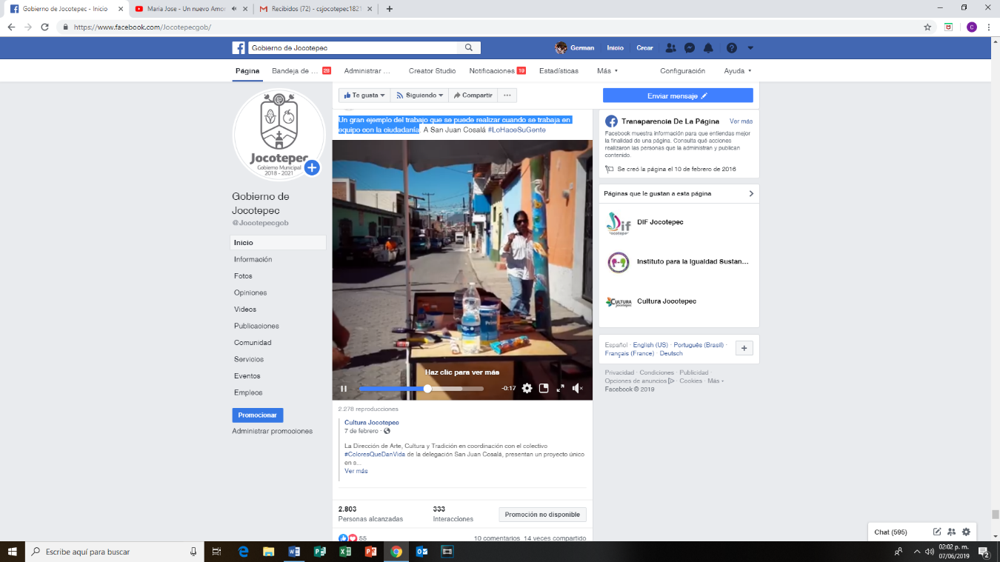 Gobierno de Jocotepec - Inicio
Maria Jose - Un nuevo Amor
Recibidos (72) - csjocotepec1821
https://www.facebook.com/Jocotepecgob/
C
Gobierno de Jocotepec
German Inicio Crear
Página Bandeja de ... 28 Administrar ... Creator Studio Notificaciones 19 Estadísticas Más Configuración Ayuda
Te gusta Siguiendo Compartir ...
Enviar mensaje
Un gran ejemplo del trabajo que se puede realizar cuando se trabaja en
equipo con la ciudadanía. A San Juan Cosalá #LoHaceSuGente
Jocotepec
Gobierno Municipal
2018 - 2021
Gobierno de
Jocotepec
@Jocotepecgob
Inicio
Información
Fotos
Opiniones
Videos
Publicaciones
Comunidad
Servicios
Eventos
Empleos
Promocionar
Administrar promociones
Haz clic para ver más
-0:17
2.278 reproducciones
Cultura Jocotepec
7 de febrero ·
La Dirección de Arte, Cultura y Tradición en coordinación con el colectivo
#ColoresQueDanVida de la delegación San Juan Cosalá, presentan un proyecto único
en s...
Ver más
2.803
Personas alcanzadas
333
Interacciones
Promoción no disponible
55
10 comentarios 14 veces compartido
Transparencia De La Página Ver más
Facebook muestra información para que entiendas mejor
la finalidad de una página. Consulta qué acciones
realizaron las personas que la administran y publican
contenido.
Se creó la página el 10 de febrero de 2016
Páginas que le gustan a esta página
Dif
Jocotepec
DIF Jocotepec
Instituto para la Igualdad Sustan...
CULTURA
Jocotepec
Cultura Jocotepec
Español · English (US) · Português (Brasil) ·
Français (France) · Deutsch
Privacidad · Condiciones · Publicidad ·
Opciones de anuncios · Cookies · Más
Facebook © 2019
Chat (595)
Escribe aquí para buscar
02:02 p. m.
07/06/2019
2